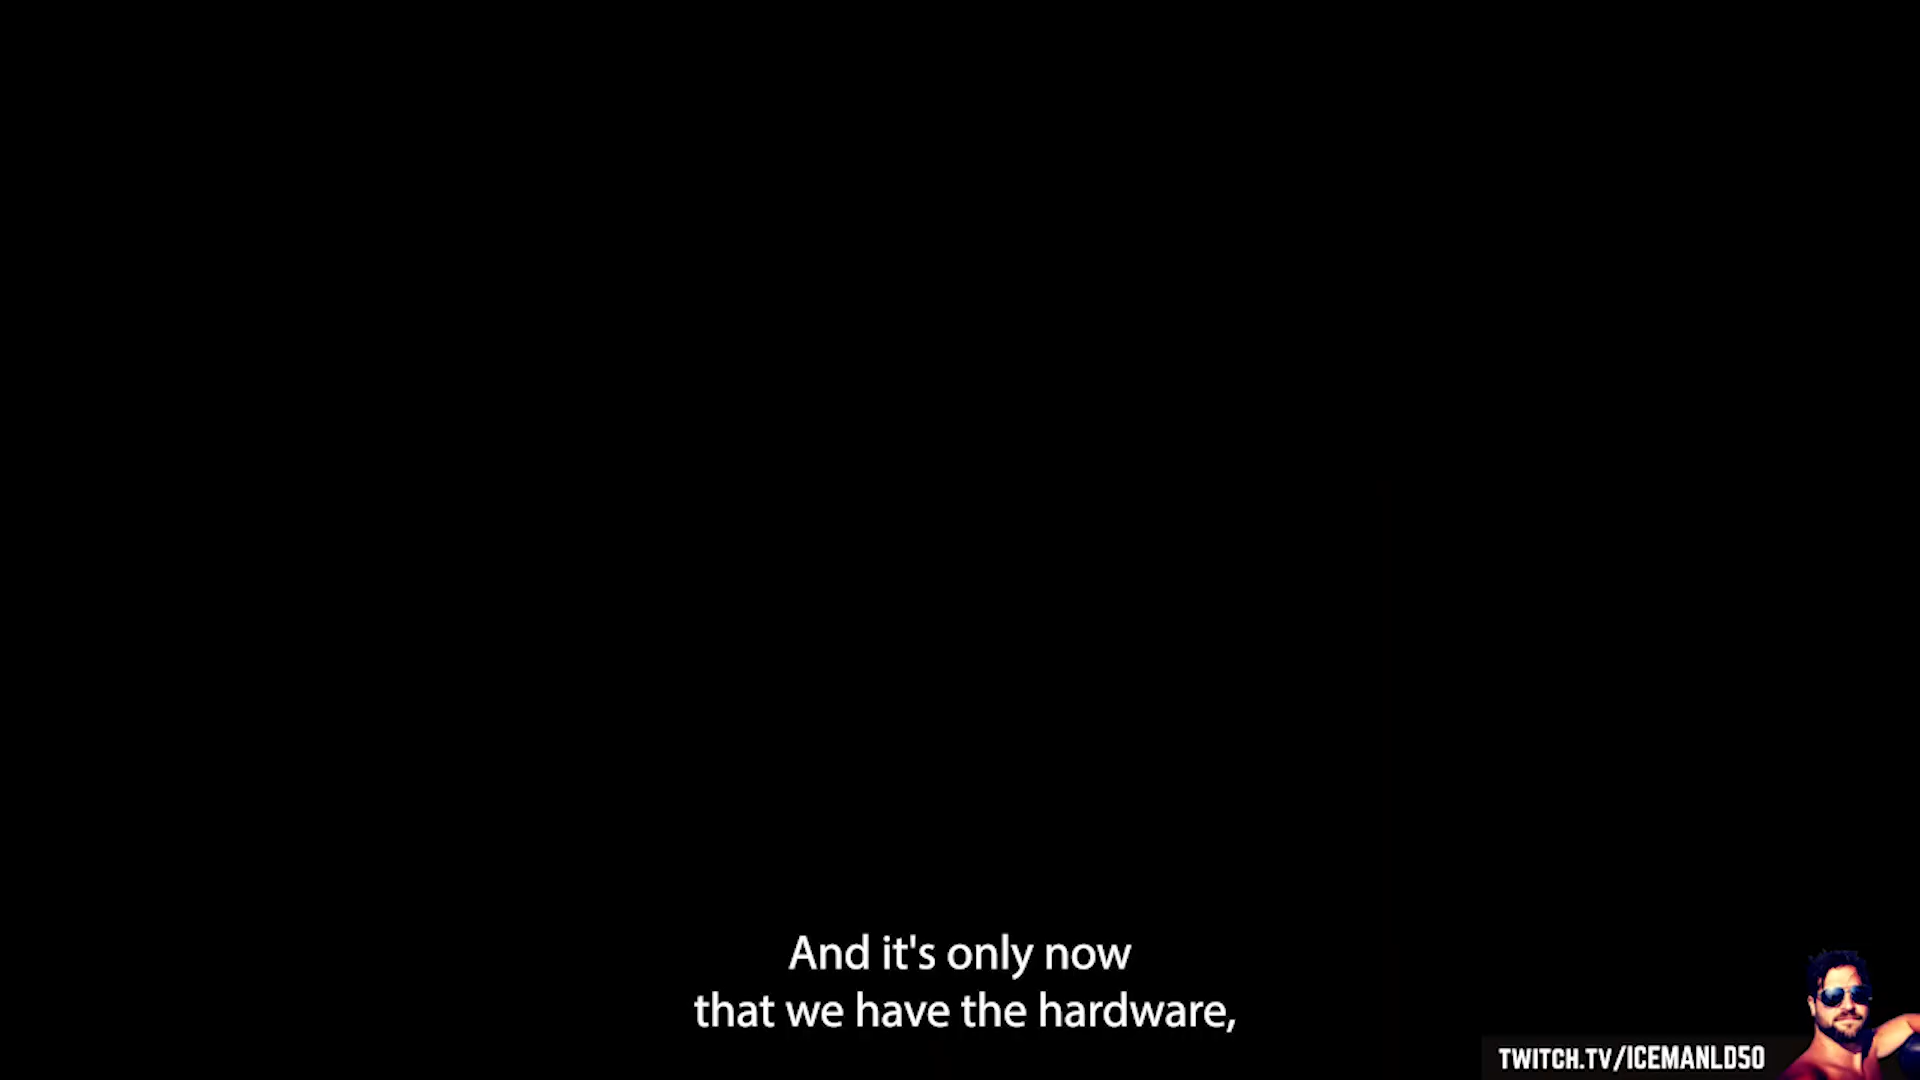 And it's only now
that we have the hardware,
TWITCH.TV/ICEMANLD50